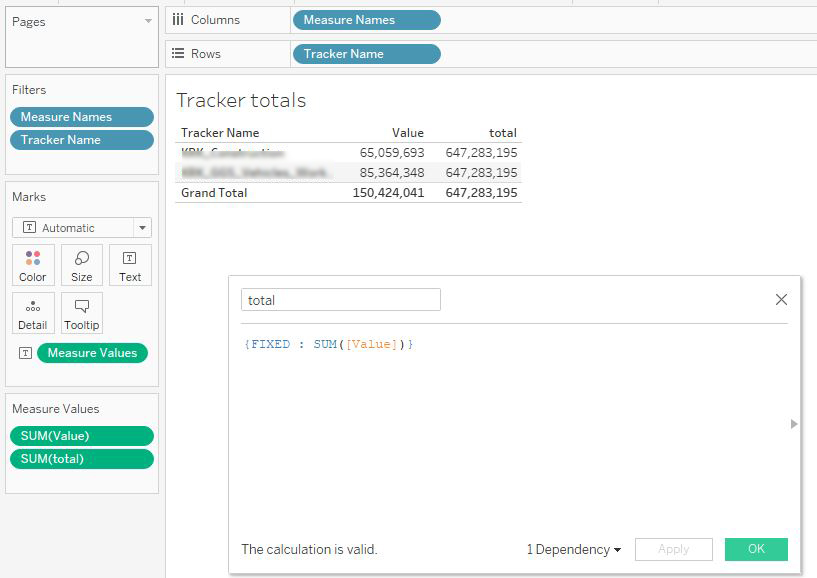 Pages
Columns
Measure Names
Rows
Tracker Name
Filters
Measure Names
Tracker Name
Marks
Automatic
Color Size Text
Detail Tooltip
Measure Values
Measure Values
SUM(Value)
SUM(total)
Tracker totals
Tracker Name Value total
65,059,693 647,283,195
85,364,348 647,283,195
Grand Total 150,424,041 647,283,195
total
{FIXED : SUM([Value])}
The calculation is valid.
1 Dependency
Apply
OK